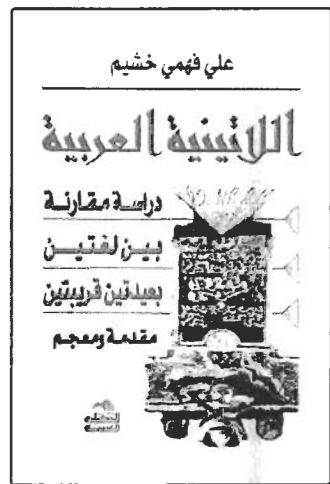 علي فهمي خشيم
اللاتينية العربية
دراسة مقارنة
بين لغتين
بعيدتين قريبتين
مقدمة ومعجم